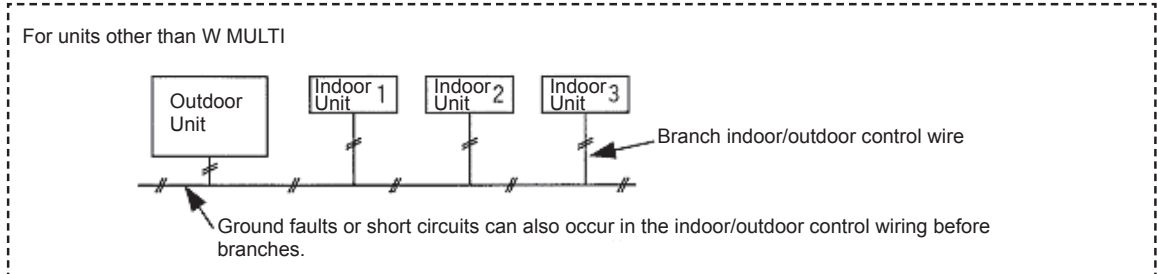 For units other than W MULTI
Outdoor
Unit
Indoor
Unit 1
Indoor
Unit 2
Indoor
Unit 3
Branch indoor/outdoor control wire
Ground faults or short circuits can also occur in the indoor/outdoor control wiring before
branches.